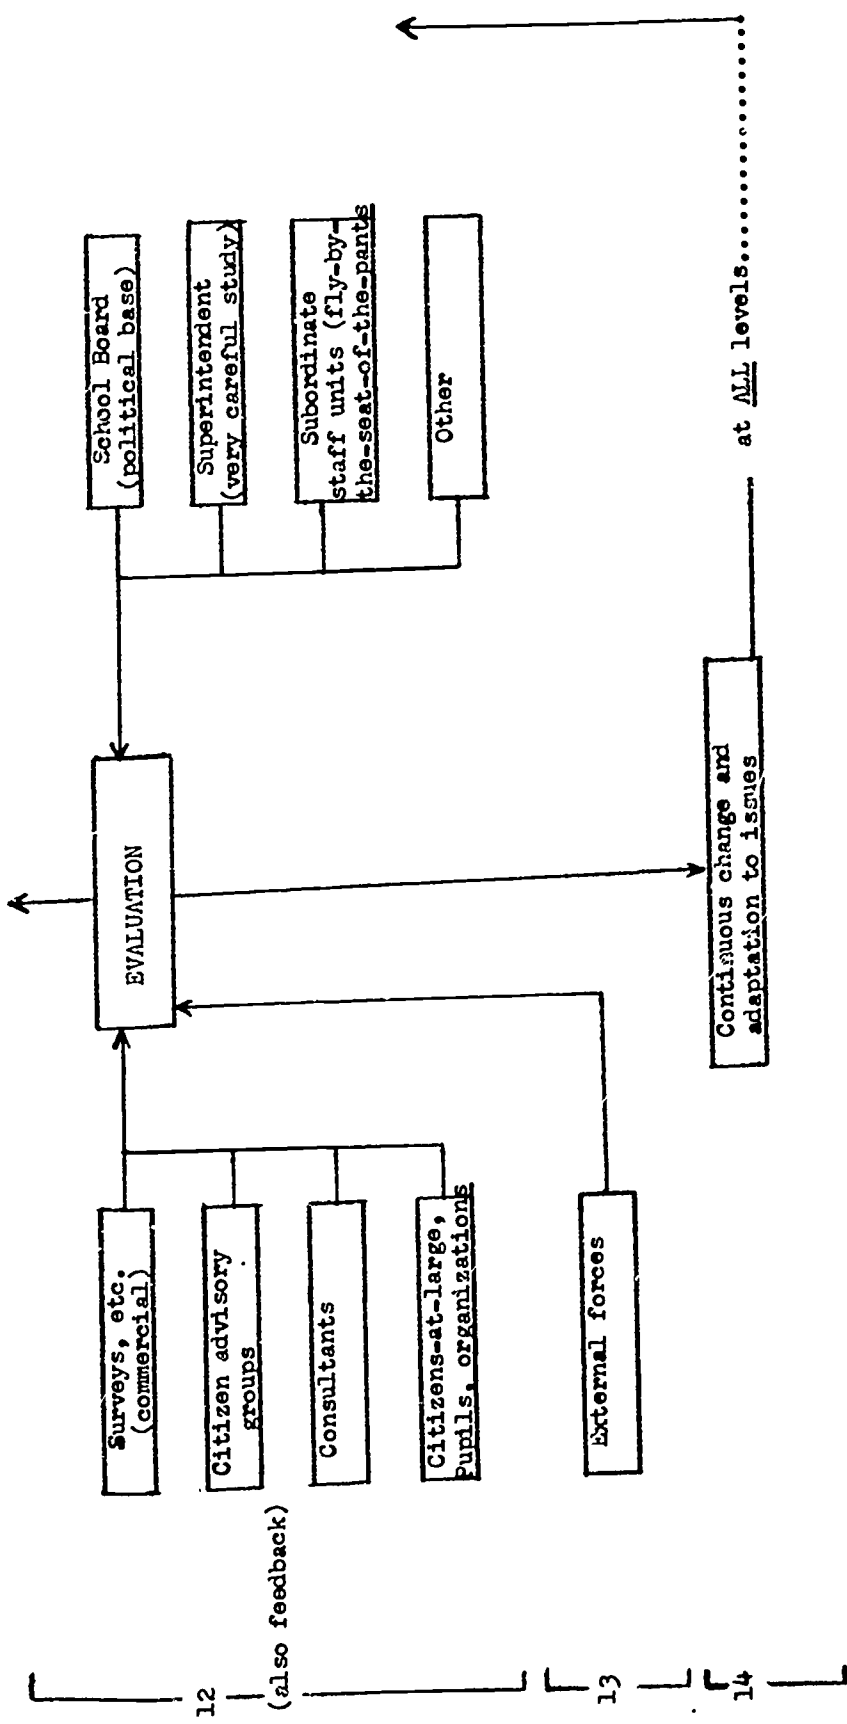 12
(also feedback)
Surveys, etc.
(commercial)
Citizen advisory
groups
Consultants
Citizens-at-large,
Pupils, organizations
EVALUATION
School Board
(political base)
Superintendent
(very careful study)
Subordinate
staff units (fly-by-
the-seat-of-the-pants
Other
13
External forces
14
Continuous change and
adaptation to issues
at ALL levels......................